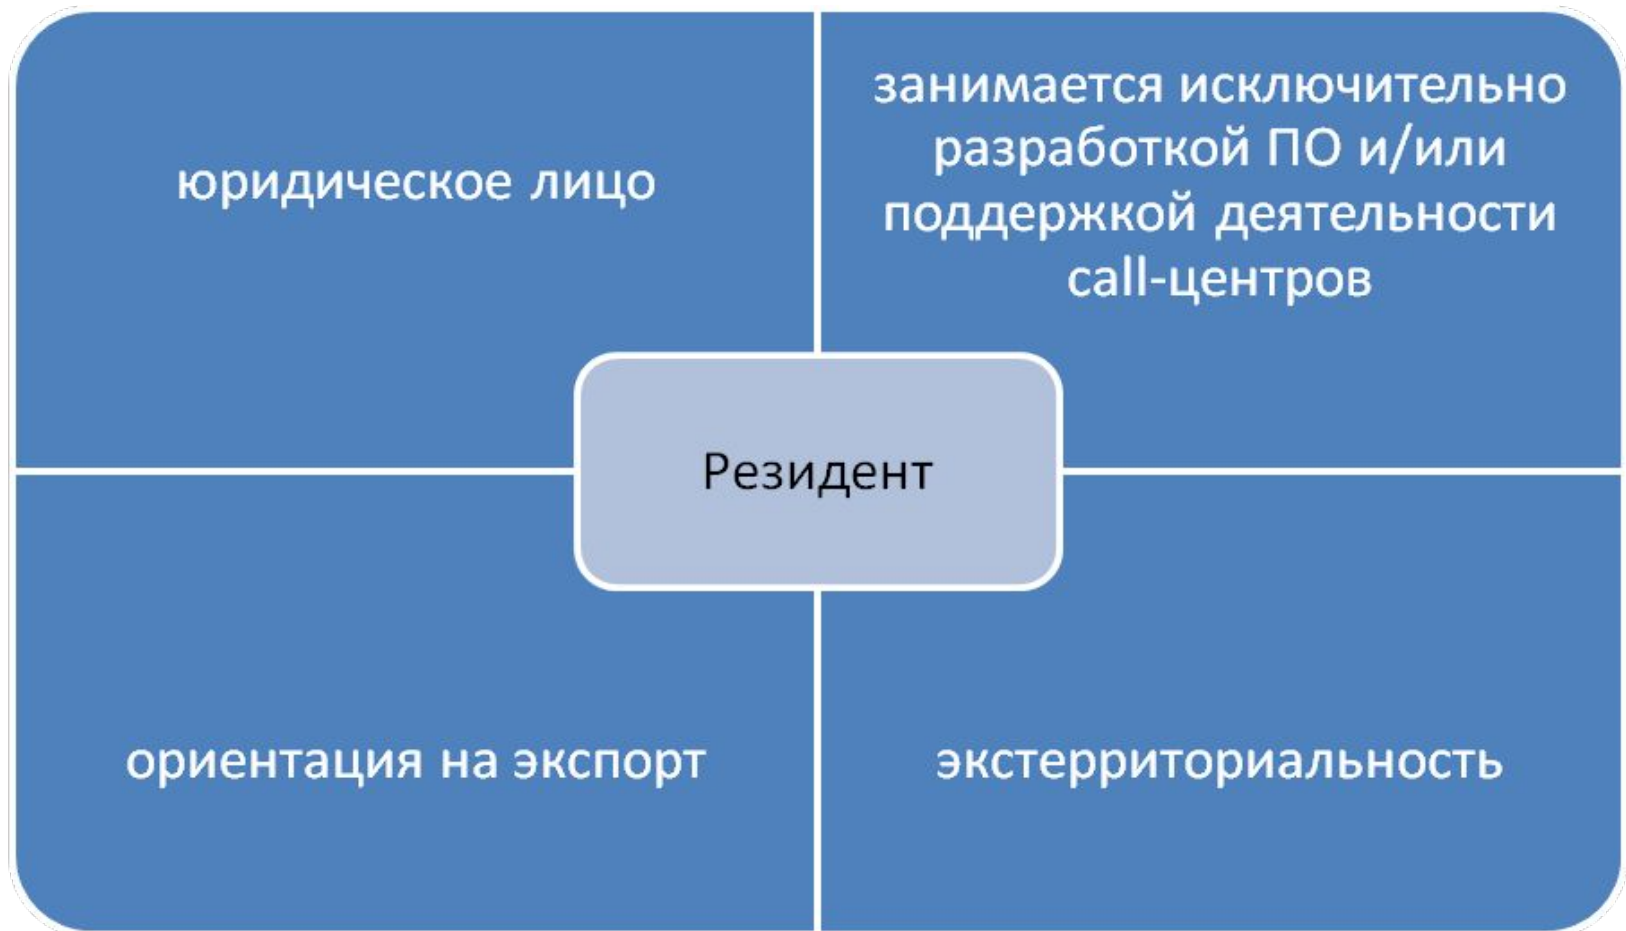 юридическое лицо
занимается исключительно
разработкой ПО и/или
поддержкой деятельности
call-центров
Резидент
ориентация на экспорт
экстерриториальность